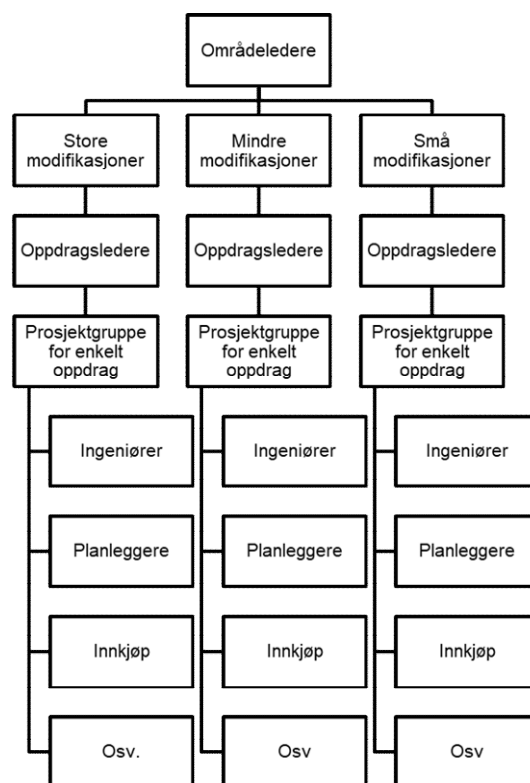 Områdeledere
Store
modifikasjoner
Mindre
modifikasjoner
Små
modifikasjoner
Oppdragsledere
Oppdragsledere
Oppdragsledere
Prosjektgruppe
for enkelt
oppdrag
Prosjektgruppe
for enkelt
oppdrag
Prosjektgruppe
for enkelt
oppdrag
Ingeniører
Ingeniører
Ingeniører
Planleggere
Planleggere
Planleggere
Innkjøp
Innkjøp
Innkjøp
Osv.
Osv
Osv